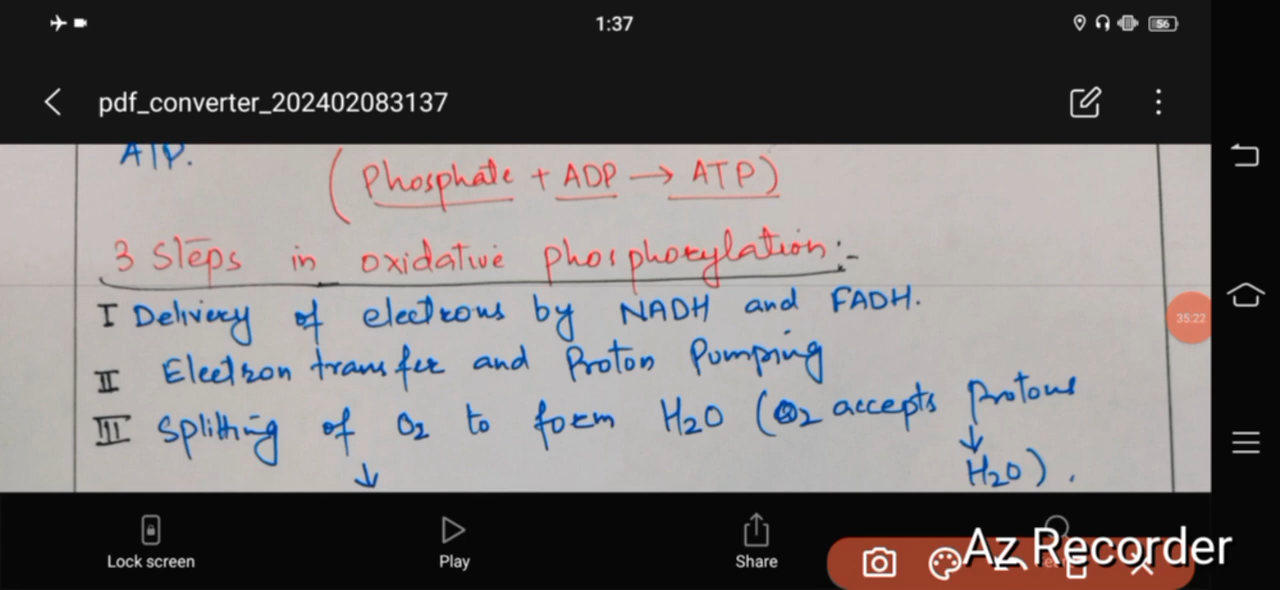 1:37
56
pdf_converter_202402083137
ATP.
(Phosphate + ADP → ATP)
3 Steps in oxidative phosphorylation:-
I Delivery of electrons by NADH and FADH.
II Electron transfer and Proton Pumping
III Splitting of O2 to form H2O (O2 accepts protons
↓
↓
H2O).
35:22
Lock screen
Play
Share
Az Recorder